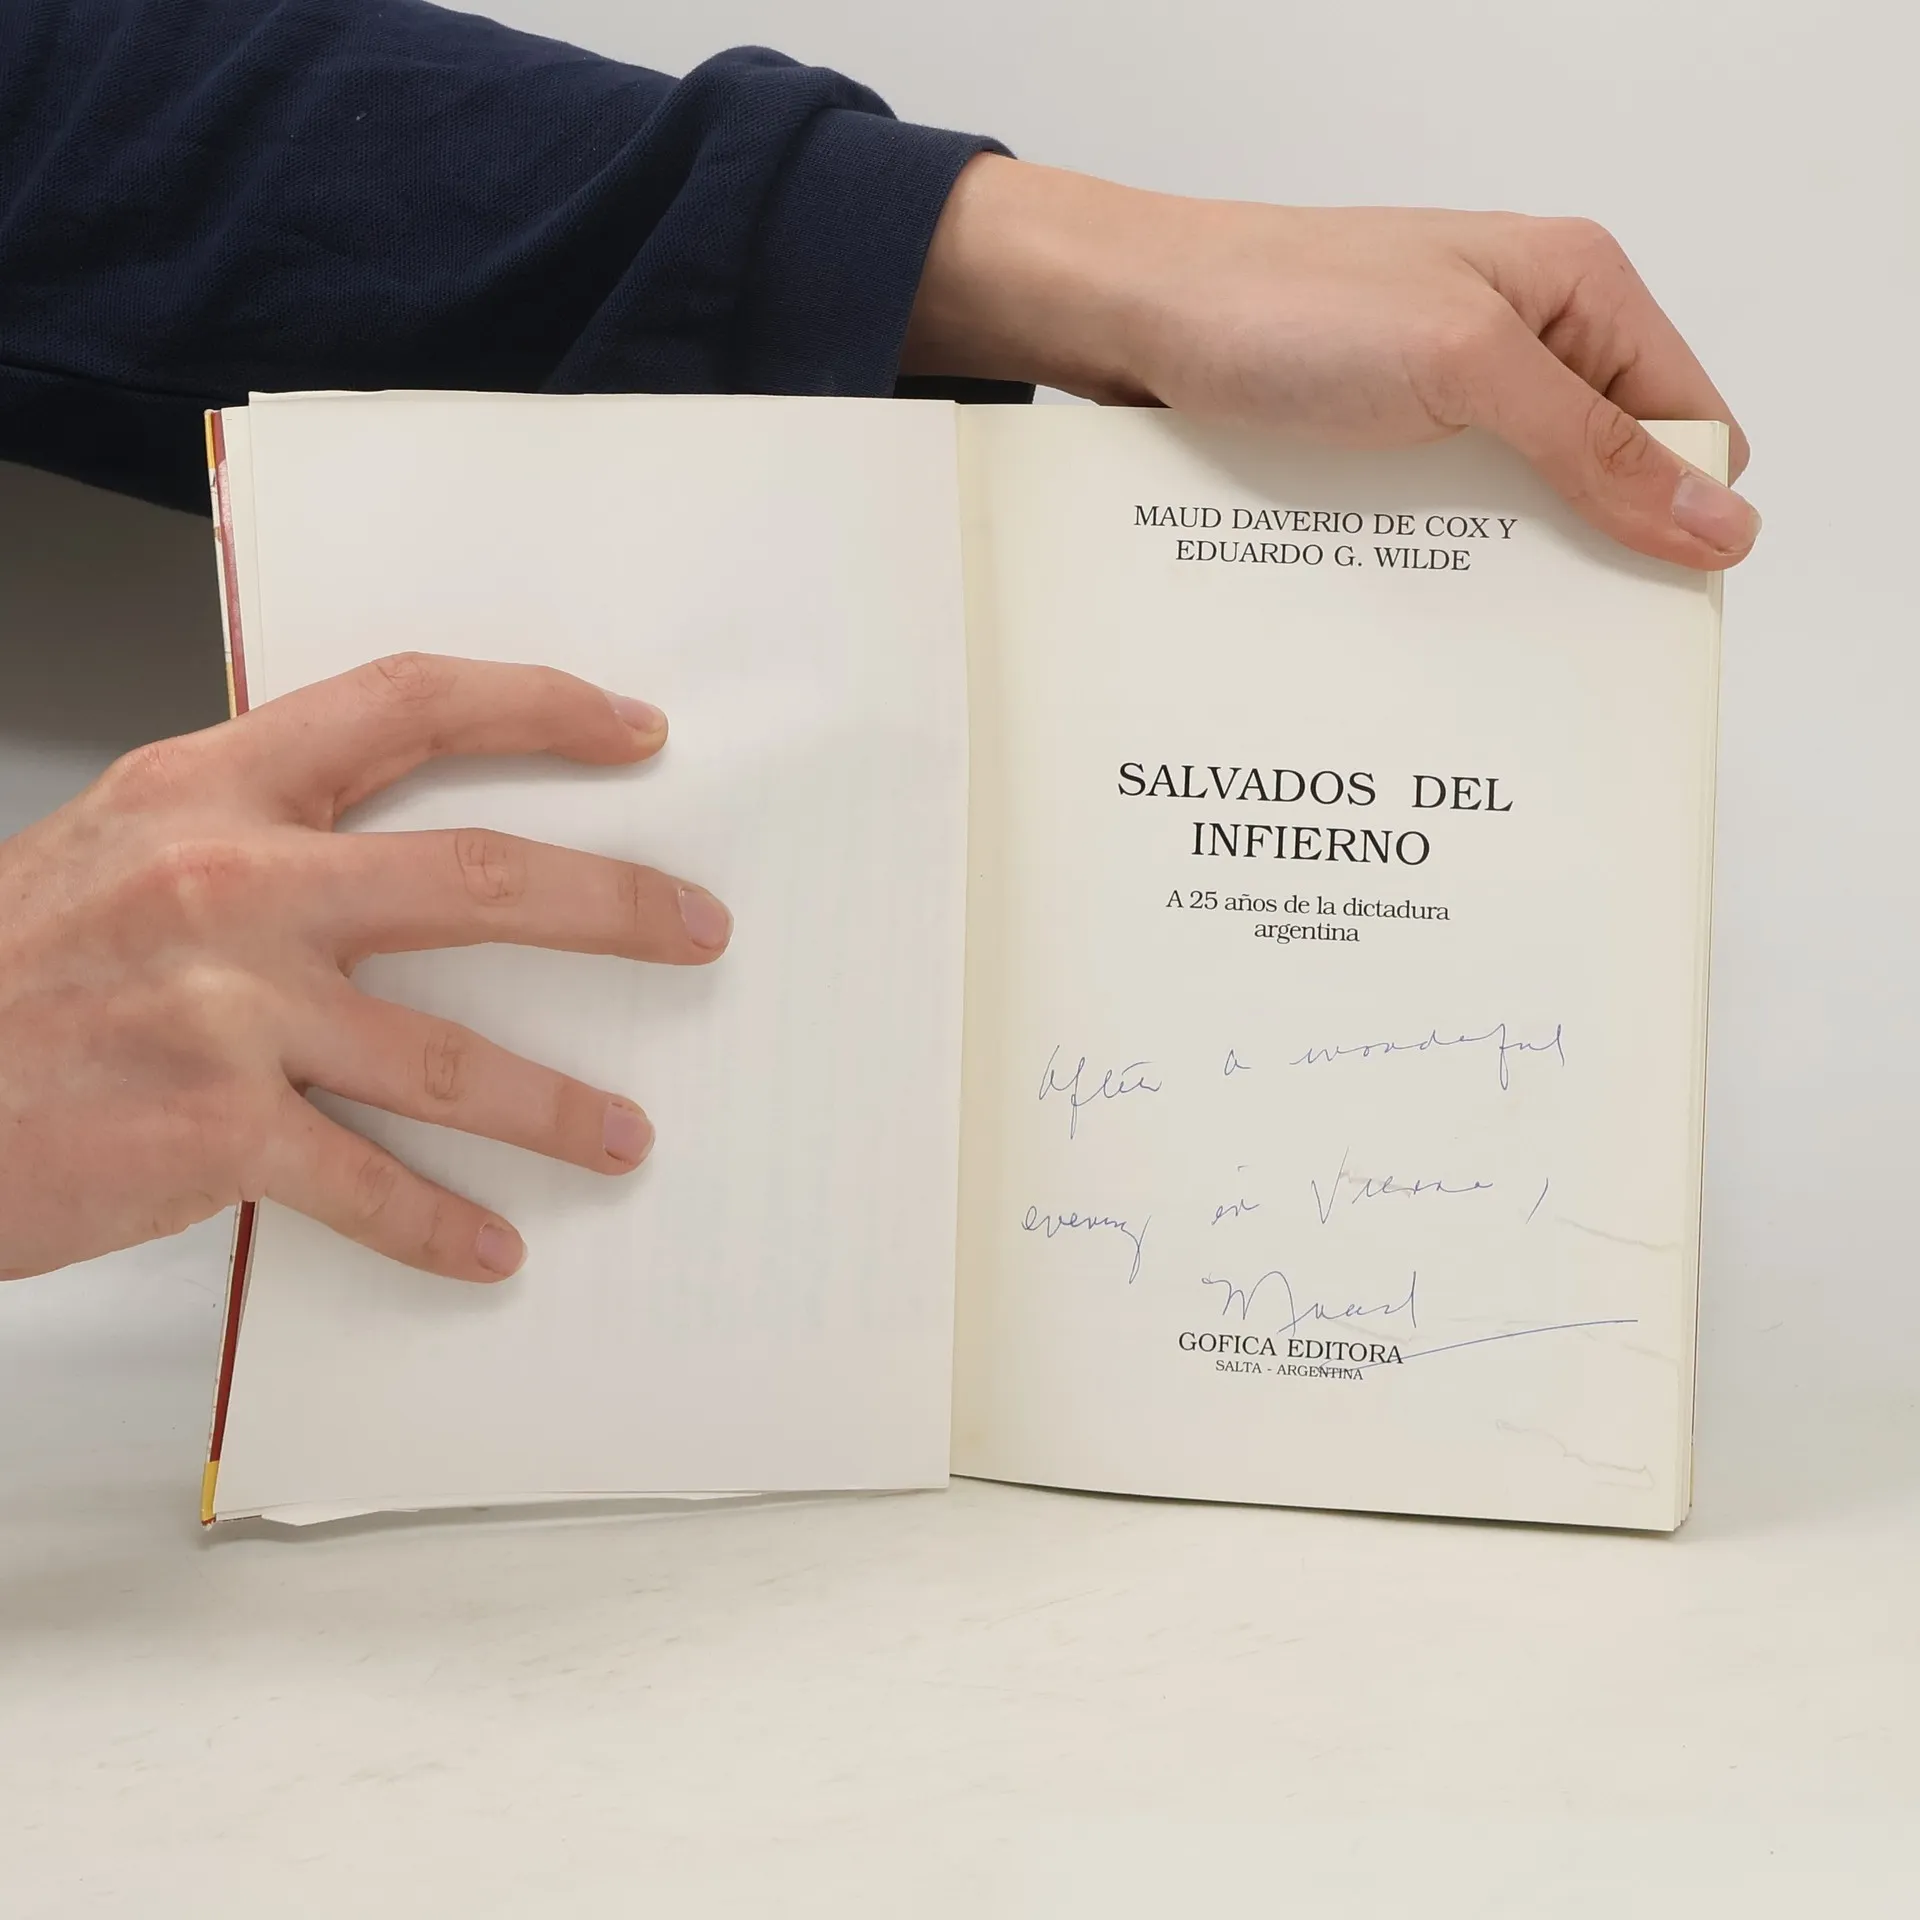 MAUD DAVERIO DE COX Y
EDUARDO G. WILDE
SALVADOS DEL
INFIERNO
A 25 años de la dictadura
argentina
After a wonderful
evening in Vienna,
Maud
GOFICA EDITORA
SALTA - ARGENTINA